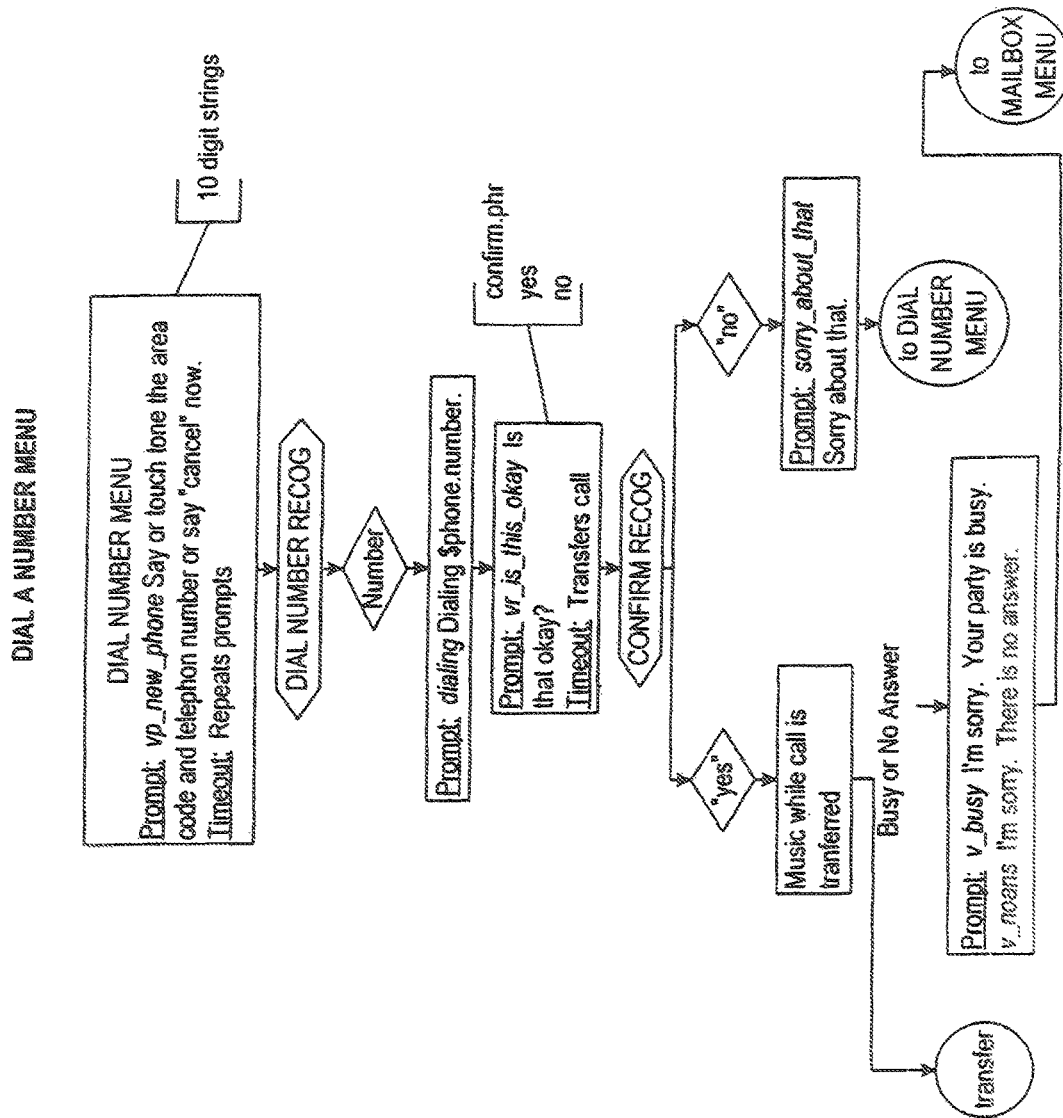 DIAL A NUMBER MENU
DIAL NUMBER MENU
Prompt: vp_new_phone Say or touch tone the area
code and telephon number or say "cancel" now.
Timeout: Repeats prompts
10 digit strings
DIAL NUMBER RECOG
Number
Prompt: dialing Dialing $phone.number.
Prompt: vr_is_this_okay Is
that okay?
Timeout: Transfers call
confirm.phr
yes
no
CONFIRM RECOG
"yes"
"no"
Music while call is
tranferred
Prompt: sorry_about_that
Sorry about that.
Busy or No Answer
to DIAL
NUMBER
MENU
Prompt: v_busy I'm sorry. Your party is busy.
v_noans I'm sorry. There is no answer.
transfer
to
MAILBOX
MENU